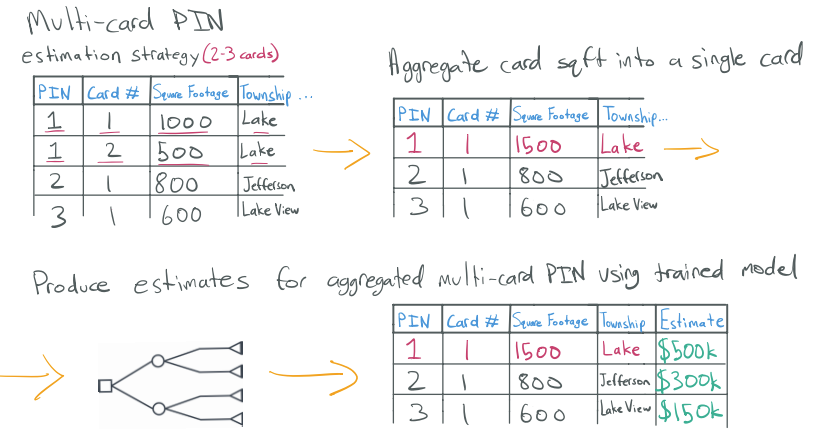 Multi-card PIN
estimation strategy (2-3 cards)
PIN Card # Square Footage Township ...
1 1 1000 Lake
1 2 500 Lake
2 1 800 Jefferson
3 1 600 Lake View
Aggregate card sqft into a single card
PIN Card # Square Footage Township...
1 1 1500 Lake
2 1 800 Jefferson
3 1 600 Lake View
Produce estimates for aggregated multi-card PIN using trained model
PIN Card # Square Footage Township Estimate
1 1 1500 Lake $500k
2 1 800 Jefferson $300k
3 1 600 Lake View $150k